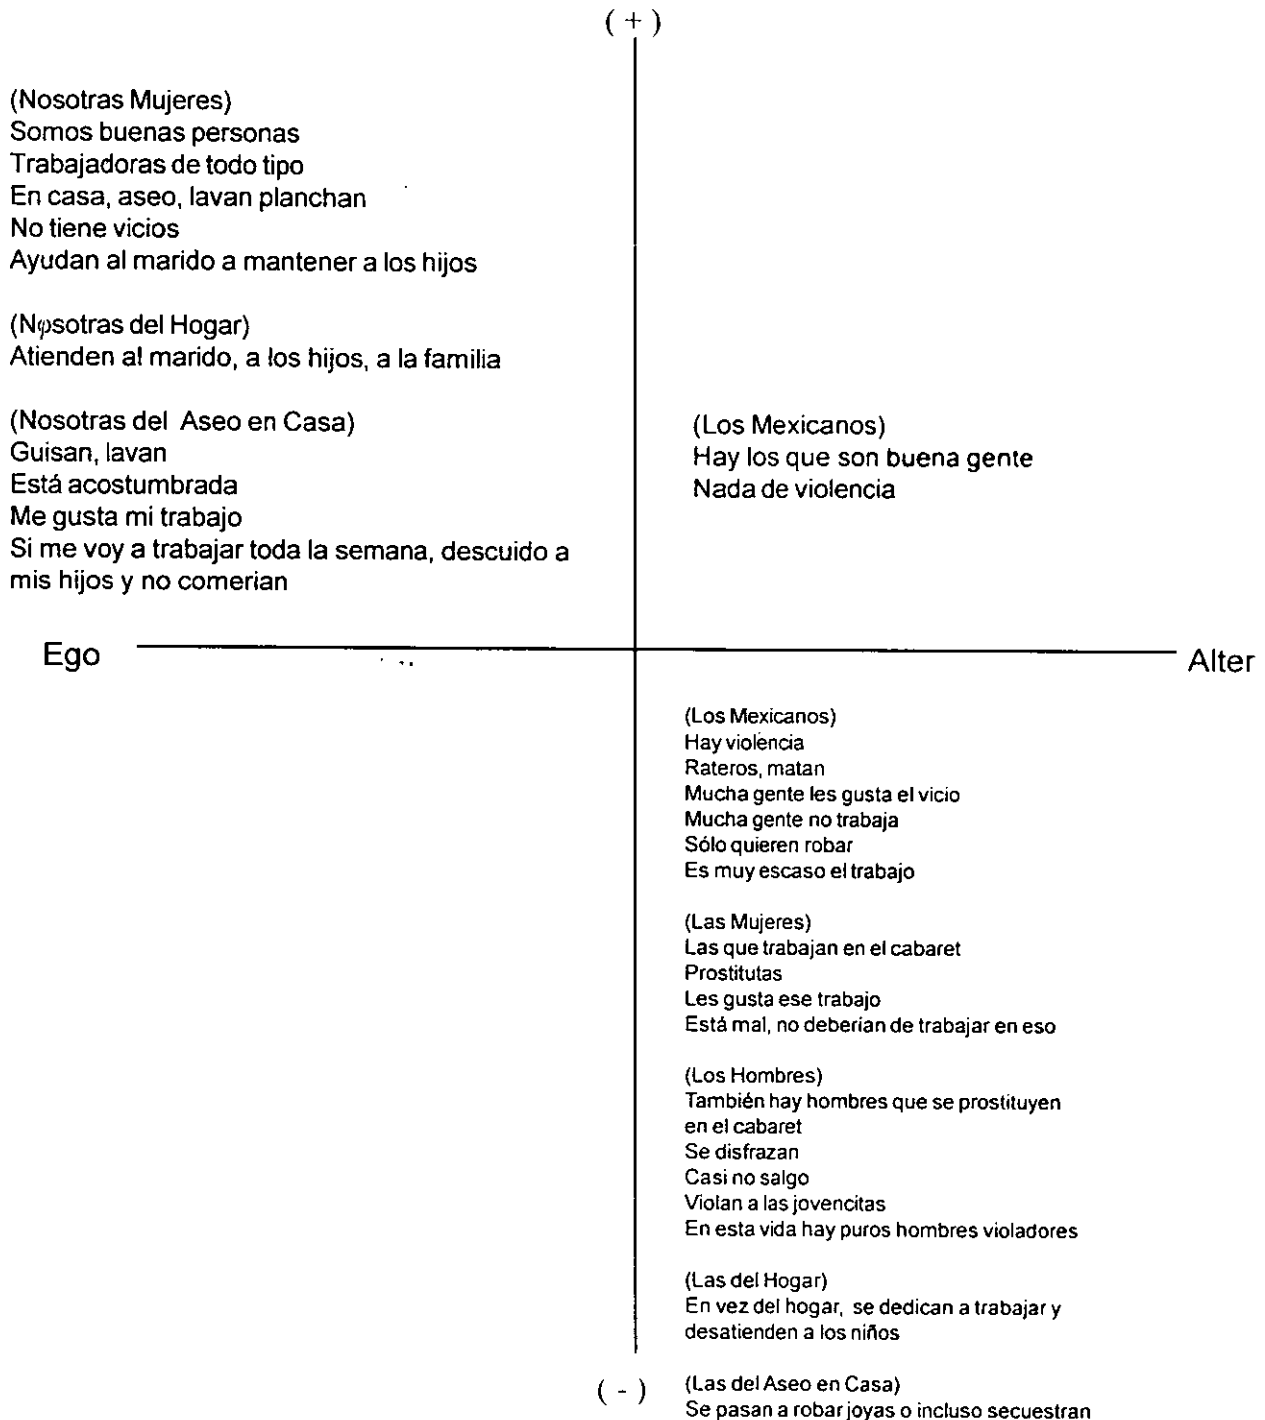 ( + )
(Nosotras Mujeres)
Somos buenas personas
Trabajadoras de todo tipo
En casa, aseo, lavan planchan
No tiene vicios
Ayudan al marido a mantener a los hijos
(Nφsotras del Hogar)
Atienden al marido, a los hijos, a la familia
(Nosotras del Aseo en Casa)
Guisan, lavan
Está acostumbrada
Me gusta mi trabajo
Si me voy a trabajar toda la semana, descuido a
mis hijos y no comerian
(Los Mexicanos)
Hay los que son buena gente
Nada de violencia
Ego
Alter
(Los Mexicanos)
Hay violencia
Rateros, matan
Mucha gente les gusta el vicio
Mucha gente no trabaja
Sólo quieren robar
Es muy escaso el trabajo
(Las Mujeres)
Las que trabajan en el cabaret
Prostitutas
Les gusta ese trabajo
Está mal, no deberian de trabajar en eso
(Los Hombres)
También hay hombres que se prostituyen
en el cabaret
Se disfrazan
Casi no salgo
Violan a las jovencitas
En esta vida hay puros hombres violadores
(Las del Hogar)
En vez del hogar, se dedican a trabajar y
desatienden a los niños
( - )
(Las del Aseo en Casa)
Se pasan a robar joyas o incluso secuestran